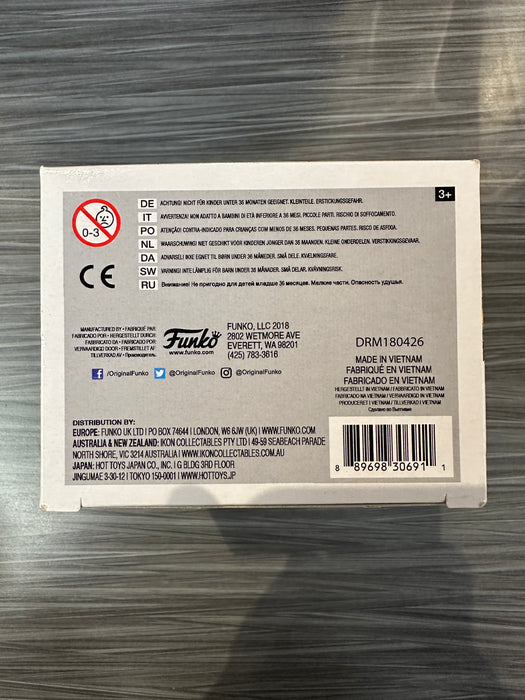 3+
0-3
DE ACHTUNG! NICHT FÜR KINDER UNTER 36 MONATEN GEEIGNET. KLEINTEILE. ERSTICKUNGSGEFAHR.
IT AVVERTENZA! NON ADATTO A BAMBINI DI ETÀ INFERIORE A 36 MESI. PICCOLE PARTI. RISCHIO DI SOFFOCAMENTO.
PO ATENÇÃO! CONTRA-INDICADO PARA CRIANÇAS COM MENOS DE 36 MESES. PEQUENAS PARTES. RISCO DE ASFIXIA.
NL WAARSCHUWING! NIET GESCHIKT VOOR KINDEREN JONGER DAN 36 MAANDEN. KLEINE ONDERDELEN. VERSTIKKINGSGEVAAR.
DA ADVARSEL! IKKE EGNET TIL BØRN UNDER 36 MÅNEDER. SMÅ DELE. KVÆLNINGSFARE.
SW VARNING! INTE LÄMPLIG FÖR BARN UNDER 36 MÅNADER. SMÅ DELAR. KVÄVNINGSRISK.
RU Внимание! Не пригодно для детей младше 36 месяцев. Мелкие части. Опасность удушья.
CE
MANUFACTURED BY • FABRIQUÉ PAR
FABRICADO POR • HERGESTELLT DURCH
FABBRICATO DA • FABRICADO POR
VERVAARDIGD DOOR • FREMSTILLET AF
TILLVERKAD AV • Производитель
Funko
www.funko.com
FUNKO, LLC 2018
2802 WETMORE AVE
EVERETT, WA 98201
(425) 783-3616
/OriginalFunko @OriginalFunko @OriginalFunko
DRM180426
MADE IN VIETNAM
FABRIQUÉ EN VIETNAM
FABRICADO EN VIETNAM
HERGESTELLT IN VIETNAM / FABBRICATO IN VIETNAM
FABRICADO NA VIETNAM / VERVAARDIGD IN VIETNAM
PRODUCERET I VIETNAM / TILLVERKAD I VIETNAM
Сделано во Вьетнаме
DISTRIBUTION BY:
EUROPE: FUNKO UK LTD | PO BOX 74644 | LONDON, W6 6JW (UK) | WWW.FUNKO.COM
AUSTRALIA & NEW ZEALAND: IKON COLLECTABLES PTY LTD | 49-59 SEABEACH PARADE
NORTH SHORE, VIC 3214 AUSTRALIA | WWW.IKONCOLLECTABLES.COM.AU
JAPAN: HOT TOYS JAPAN CO., INC. | G BLDG 3RD FLOOR
JINGUMAE 3-30-12 | TOKYO 150-0001 | WWW.HOTTOYS.JP
8 89698 30691 1